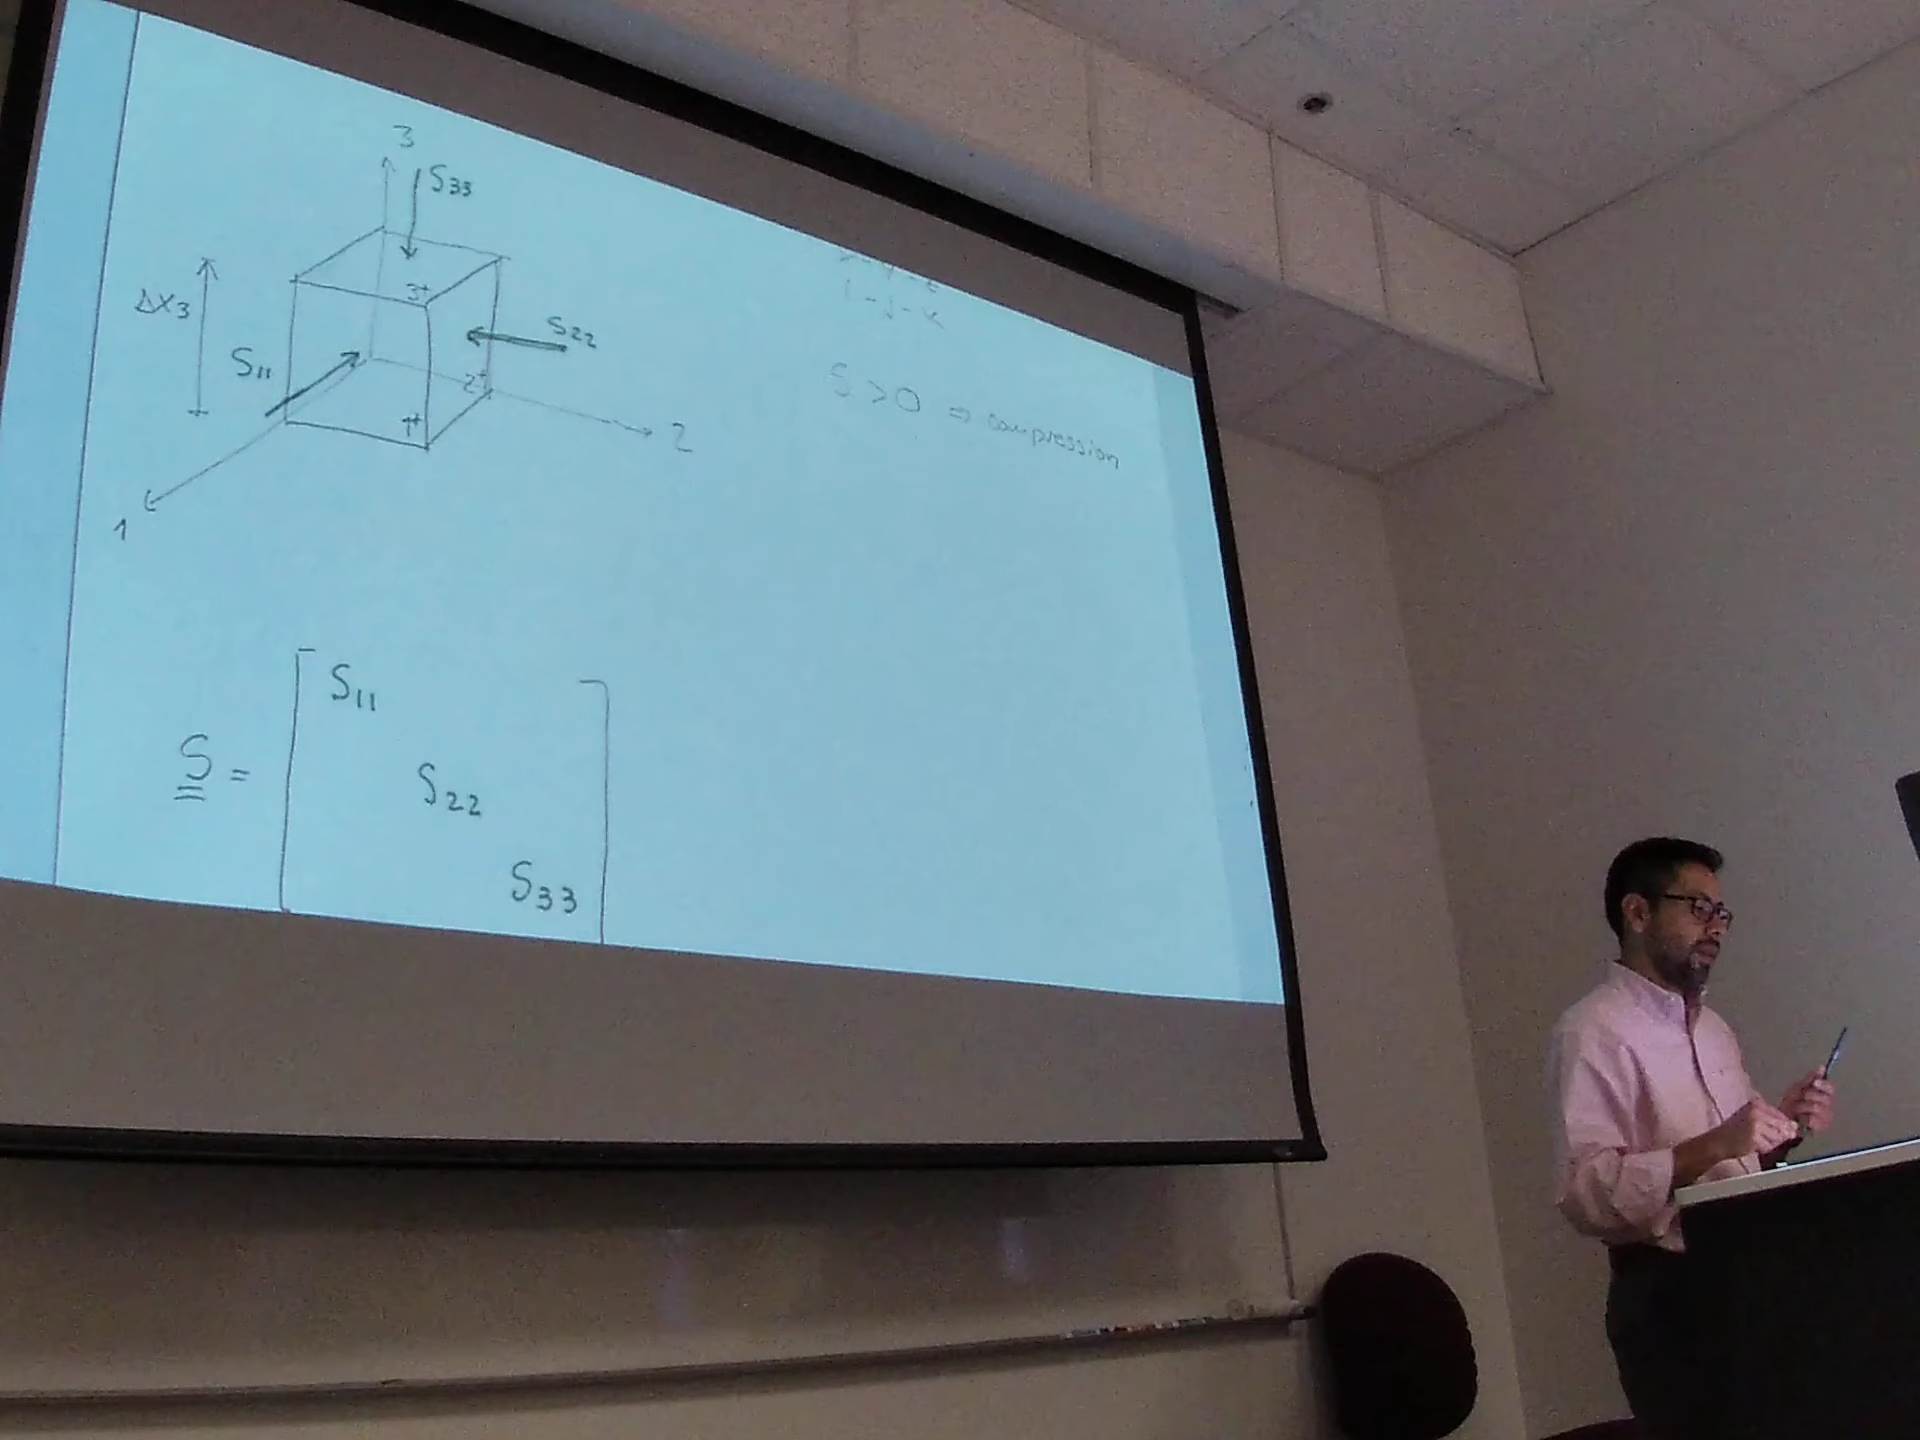 3
S33
ΔX3
3+
S22
S11
2+
1+
2
1
i - j - k
S > 0 ⇒ compression
S = [ S11
S22
S33 ]